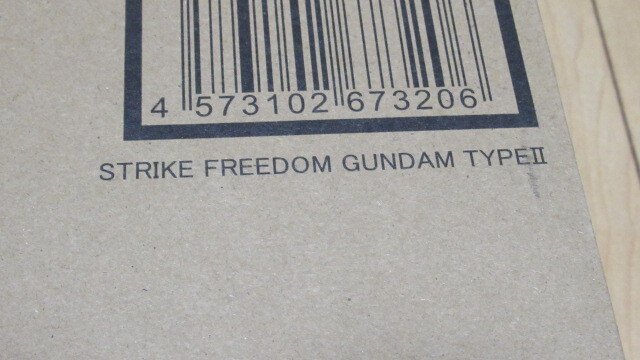 4 573102 673206
STRIKE FREEDOM GUNDAM TYPEⅡ